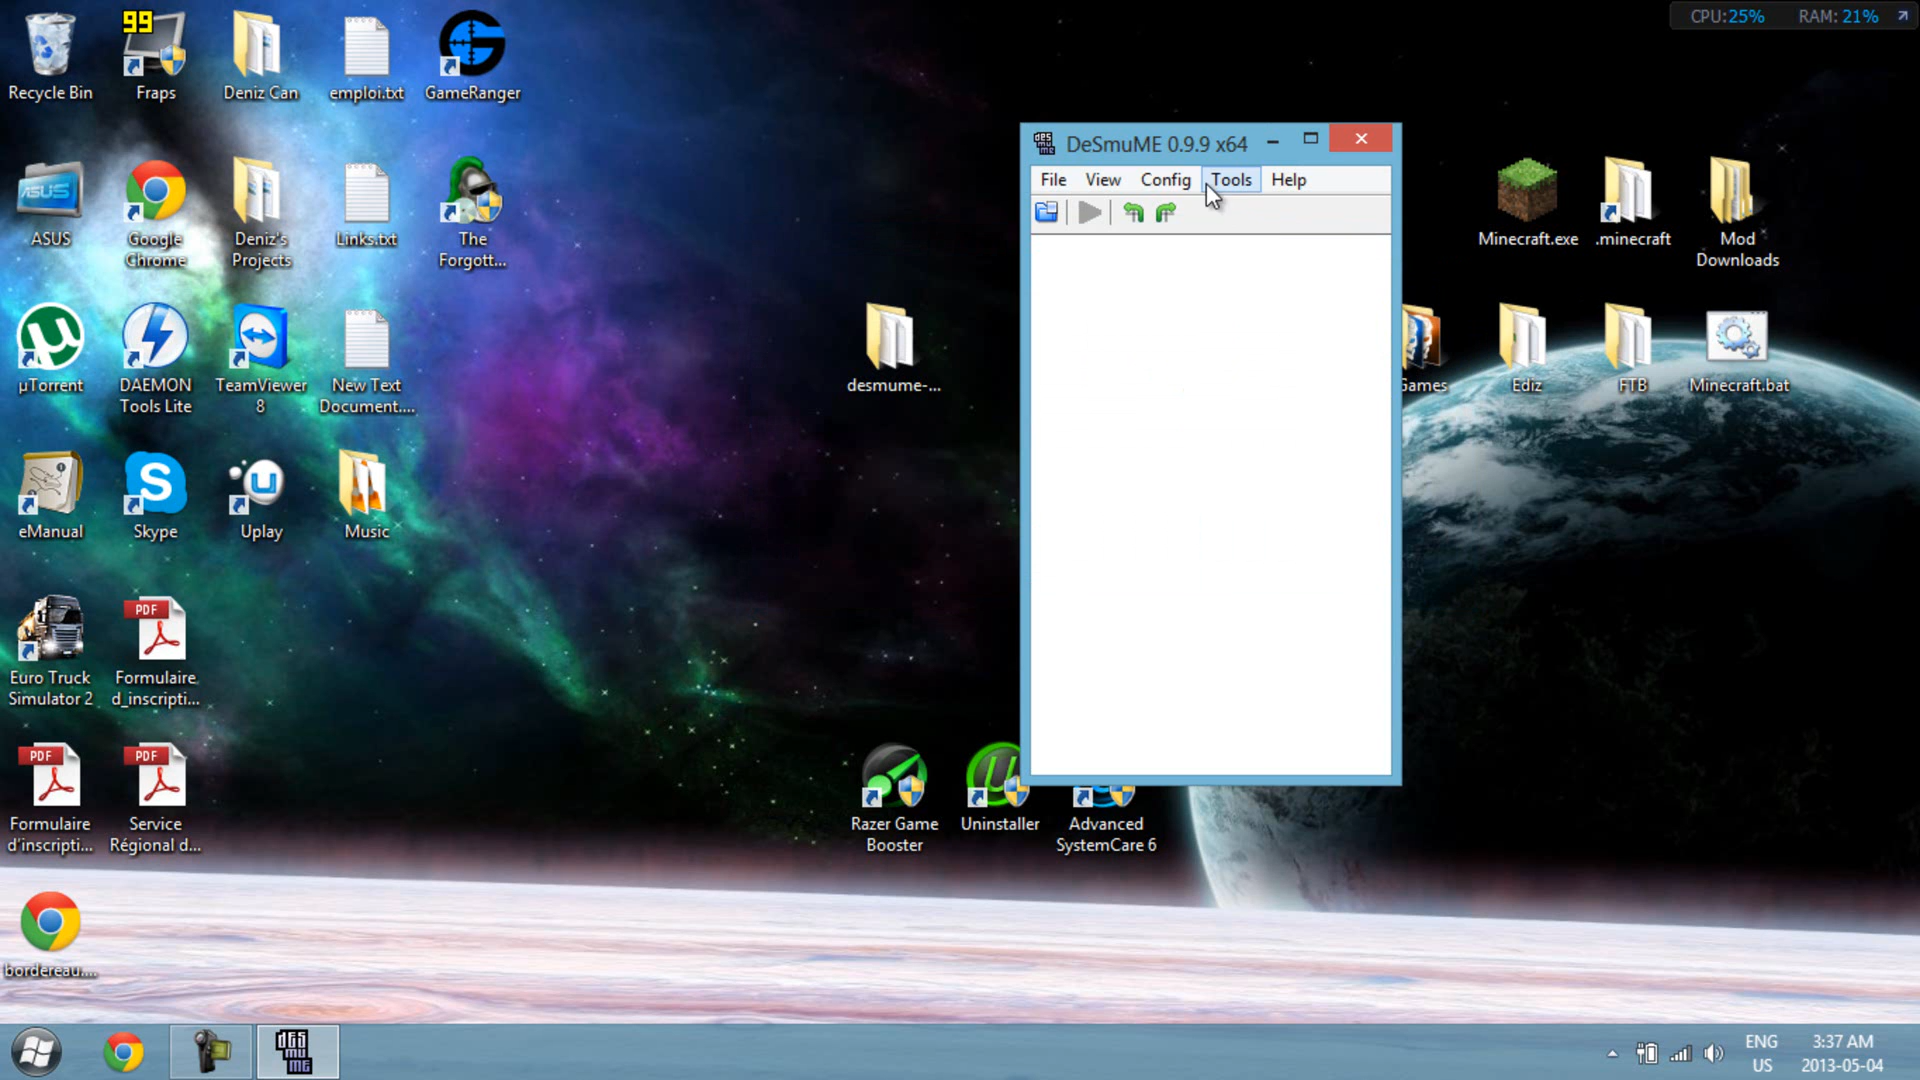 CPU:25% RAM: 21%
99
Recycle Bin
Fraps
Deniz Can
emploi.txt
GameRanger
DeSmuME 0.9.9 x64
File View Config Tools Help
ASUS
ASUS
Google
Chrome
Deniz's
Projects
Links.txt
The
Forgott...
Minecraft.exe
.minecraft
Mod
Downloads
µTorrent
DAEMON
Tools Lite
TeamViewer
8
New Text
Document....
desmume-...
Games
Ediz
FTB
Minecraft.bat
eManual
Skype
Uplay
Music
PDF
Euro Truck
Simulator 2
Formulaire
d_inscripti...
PDF
PDF
Formulaire
d'inscripti...
Service
Régional d...
Razer Game
Booster
Uninstaller
Advanced
SystemCare 6
bordereau....
des
mu
me
ENG
US
3:37 AM
2013-05-04